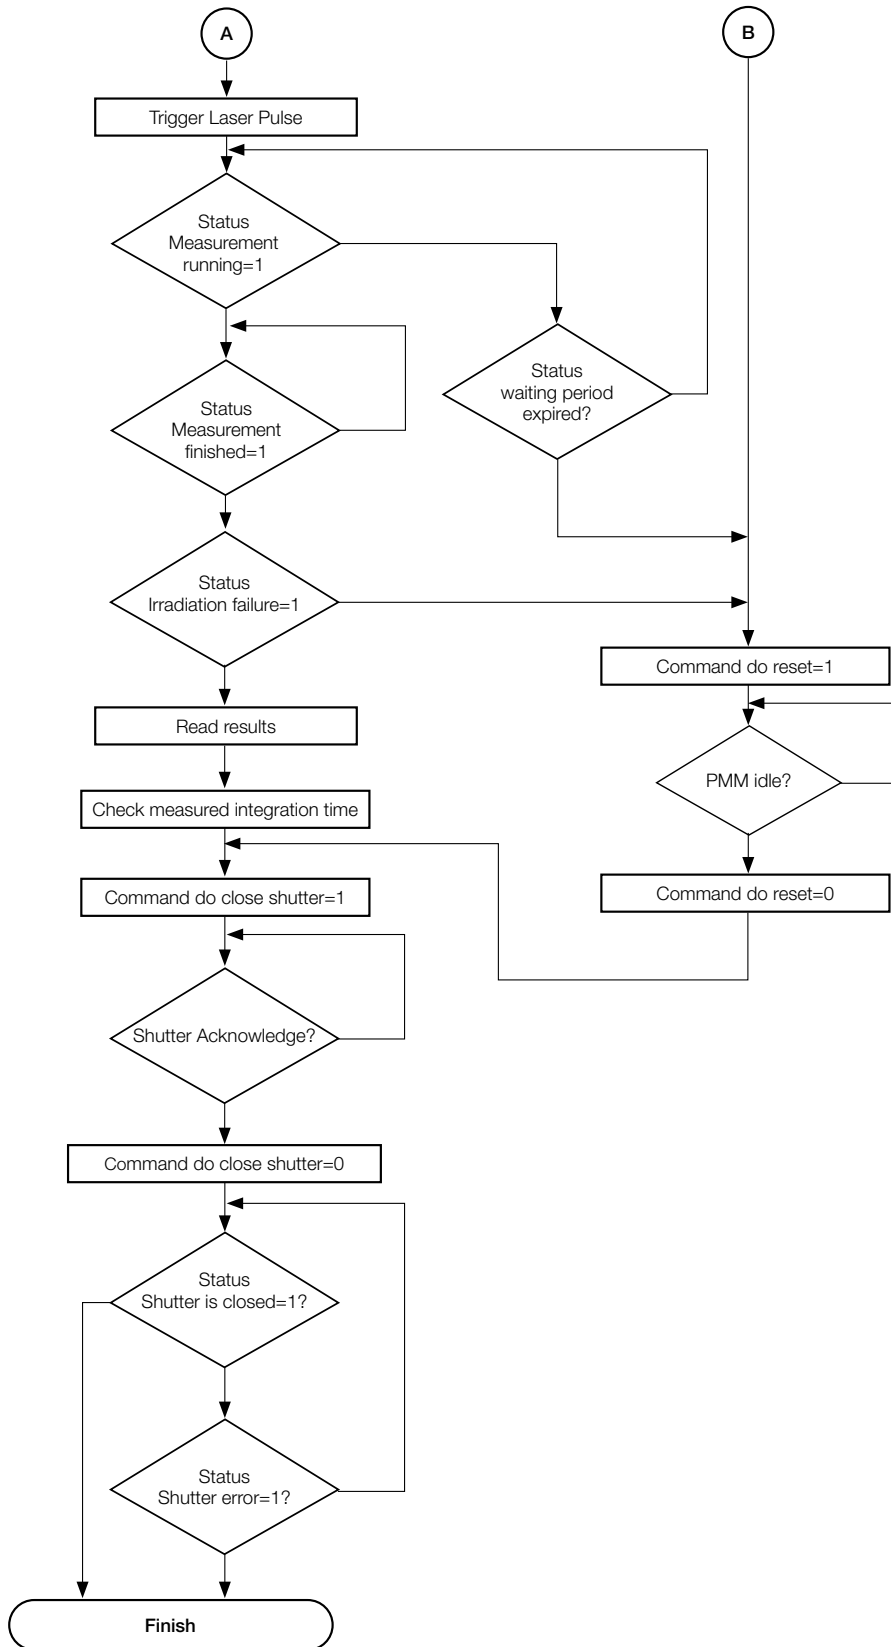 A
B
Trigger Laser Pulse
Status
Measurement
running=1
Status
waiting period
expired?
Status
Measurement
finished=1
Status
Irradiation failure=1
Command do reset=1
Read results
PMM idle?
Check measured integration time
Command do close shutter=1
Command do reset=0
Shutter Acknowledge?
Command do close shutter=0
Status
Shutter is closed=1?
Status
Shutter error=1?
Finish